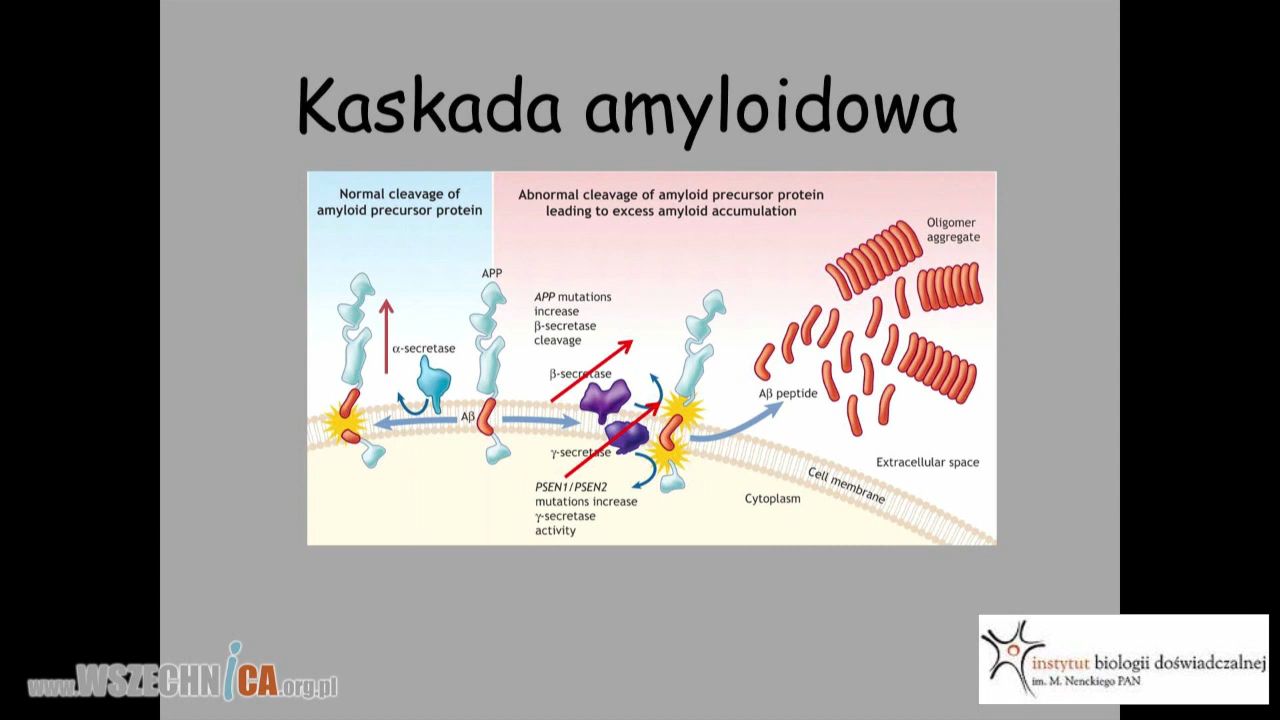 Kaskada amyloidowa
Normal cleavage of
amyloid precursor protein
Abnormal cleavage of amyloid precursor protein
leading to excess amyloid accumulation
Oligomer
aggregate
APP
APP mutations
increase
β-secretase
cleavage
α-secretase
β-secretase
Aβ peptide
Aβ
γ-secretase
Extracellular space
Cell membrane
Cytoplasm
PSEN1/PSEN2
mutations increase
γ-secretase
activity
www.WSZECHNiCA.org.pl
instytut biologii doświadczalnej
im. M. Nenckiego PAN